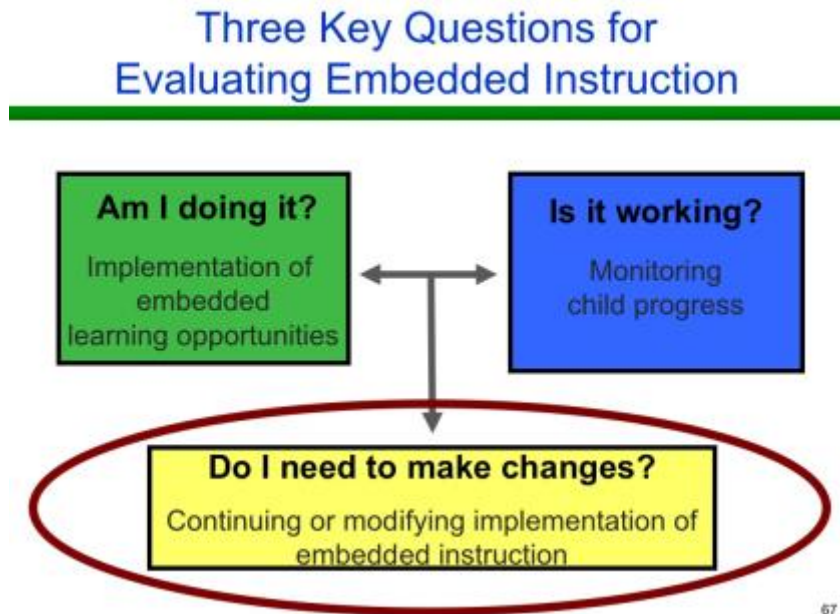 Three Key Questions for
Evaluating Embedded Instruction
Am I doing it?
Implementation of
embedded
learning opportunities
Is it working?
Monitoring
child progress
Do I need to make changes?
Continuing or modifying implementation of
embedded instruction
67